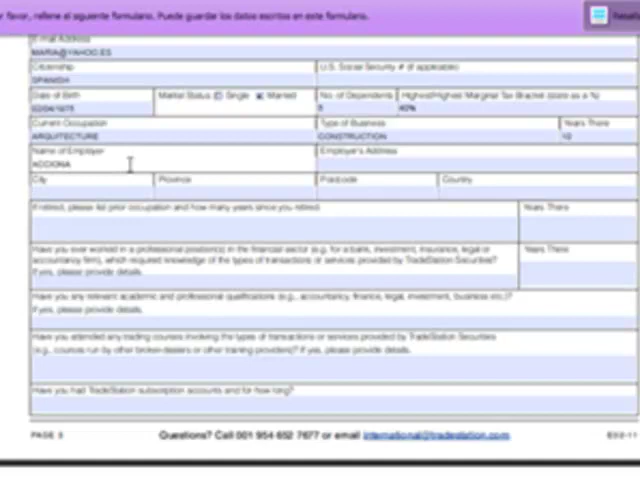 r favor, rellene el siguiente formulario. Puede guardar los datos escritos en este formulario.
E-mail Address
MARIA@YAHOO.ES
Citizenship U.S. Social Security # (if applicable)
SPANISH
Date of Birth Marital Status Single Married No. of Dependents Highest/Highest Marginal Tax Bracket (state as a %)
40%
Current Occupation Type of Business Years There
ARQUITECTURE CONSTRUCTION 10
Name of Employer Employer's Address
ACCIONA
City Province Postcode Country
If retired, please list prior occupation and how many years since you retired. Years There
Have you ever worked in a professional position(s) in the financial sector (e.g. for a bank, investment, insurance, legal or Years There
accountancy firm), which required knowledge of the types of transactions or services provided by TradeStation Securities?
If yes, please provide details.
Have you any relevant academic and professional qualifications (e.g., accountancy, finance, legal, investment, business etc.)?
If yes, please provide details.
Have you attended any trading courses involving the types of transactions or services provided by TradeStation Securities
(e.g., courses run by other broker-dealers or other training providers)? If yes, please provide details.
Have you had TradeStation subscription accounts and for how long?
PAGE 3 Questions? Call 001 954 652 7677 or email international@tradestation.com